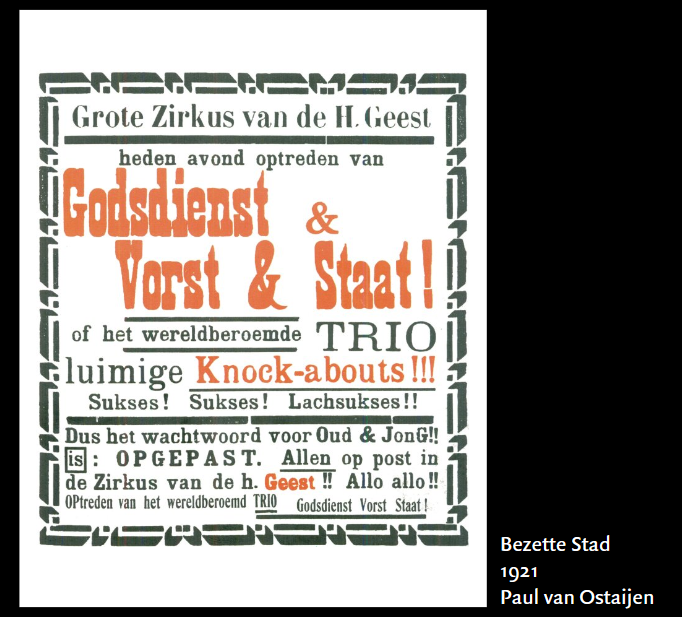 Grote Zirkus van de H. Geest
heden avond optreden van
Godsdienst &
Vorst & Staat!
of het wereldberoemde TRIO
luimige Knock-abouts!!!
Sukses! Sukses! Lachsukses!!
Dus het wachtwoord voor Oud & JonG!!
is: OPGEPAST. Allen op post in
de Zirkus van de h. Geest!! Allo allo!!
OPtreden van het wereldberoemd TRIO Godsdienst Vorst Staat!
Bezette Stad
1921
Paul van Ostaijen